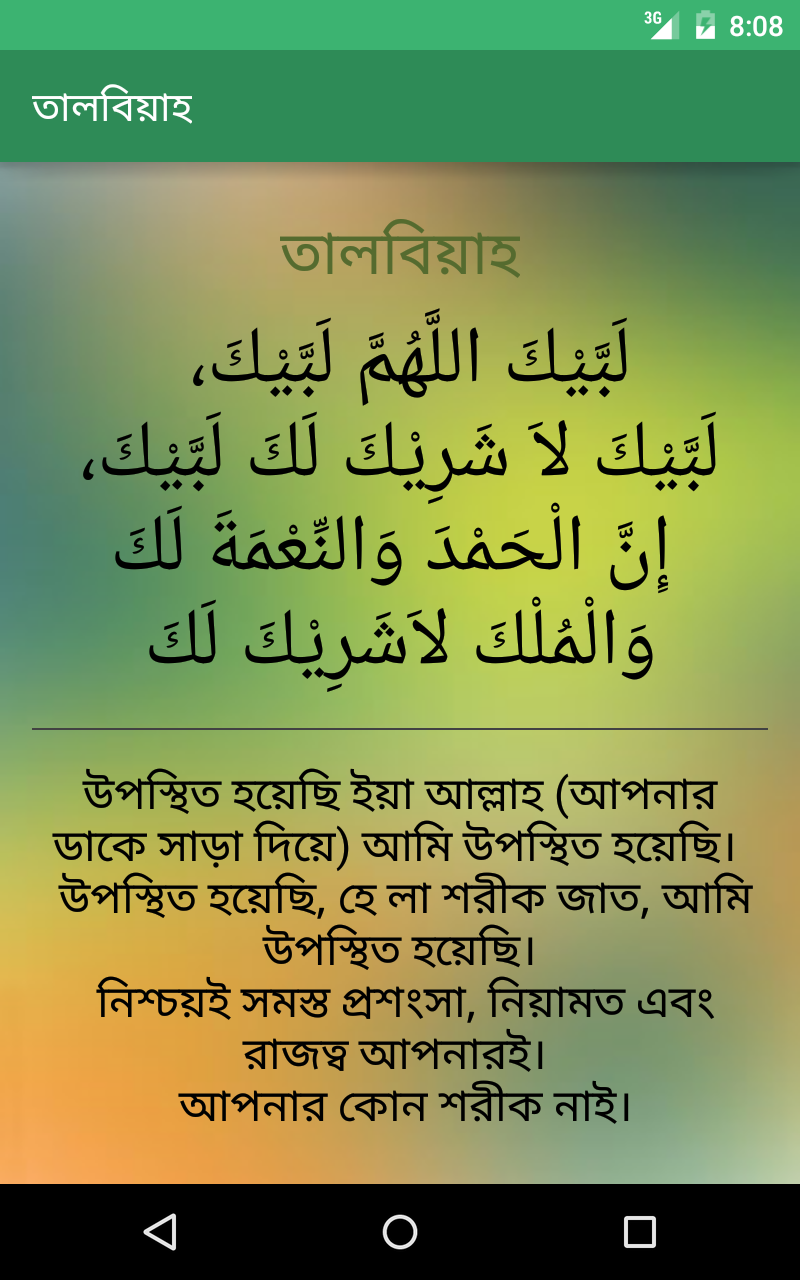 3G 8:08
তালবিয়াহ
তালবিয়াহ
لَبَّيْكَ اللَّهُمَّ لَبَّيْكَ،
لَبَّيْكَ لاَ شَرِيْكَ لَكَ لَبَّيْكَ،
إِنَّ الْحَمْدَ وَالنِّعْمَةَ لَكَ
وَالْمُلْكَ لاَشَرِيْكَ لَكَ
উপস্থিত হয়েছি ইয়া আল্লাহ (আপনার
ডাকে সাড়া দিয়ে) আমি উপস্থিত হয়েছি।
উপস্থিত হয়েছি, হে লা শরীক জাত, আমি
উপস্থিত হয়েছি।
নিশ্চয়ই সমস্ত প্রশংসা, নিয়ামত এবং
রাজত্ব আপনারই।
আপনার কোন শরীক নাই।